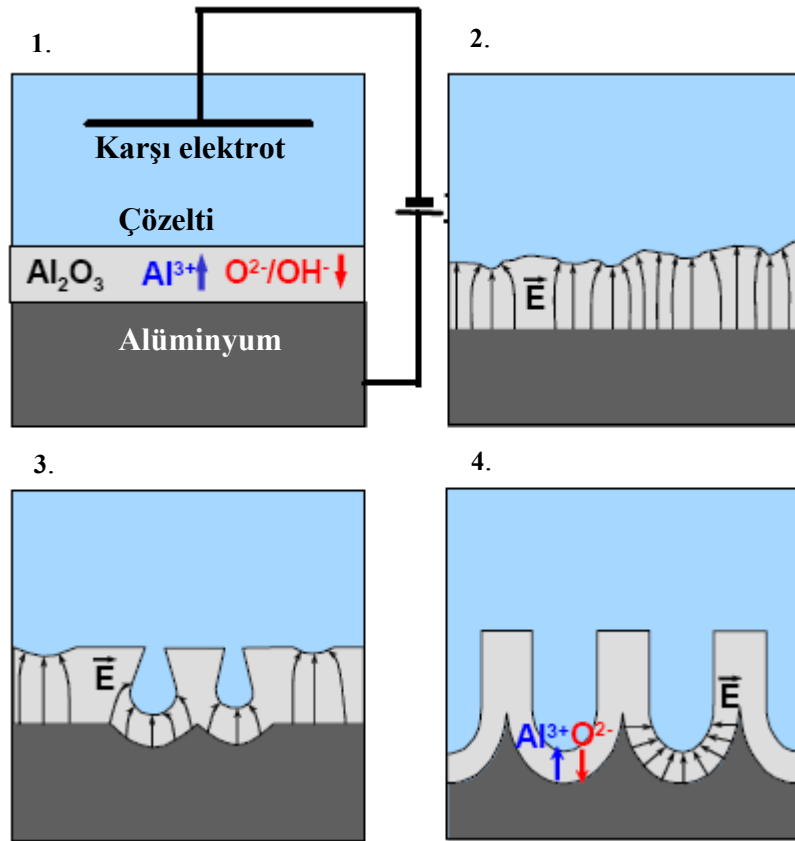 1.
Karşı elektrot
Çözelti
Al₂O₃ Al³⁺ O²⁻/OH⁻
Alüminyum
2.
E
3.
E
4.
E
Al³⁺ O²⁻